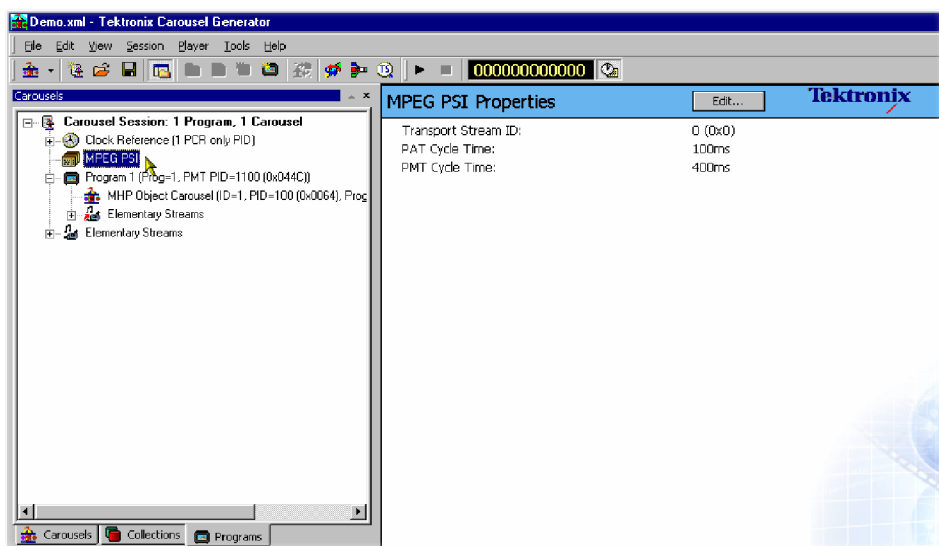 Demo.xml - Tektronix Carousel Generator
File Edit View Session Player Tools Help
000000000000
Carousels
Carousel Session: 1 Program, 1 Carousel
Clock Reference (1 PCR only PID)
MPEG PSI
Program 1 (Prog=1, PMT PID=1100 (0x044C))
MHP Object Carousel (ID=1, PID=100 (0x0064), Prog
Elementary Streams
Elementary Streams
Carousels Collections Programs
MPEG PSI Properties Edit... Tektronix
Transport Stream ID: 0 (0x0)
PAT Cycle Time: 100ms
PMT Cycle Time: 400ms